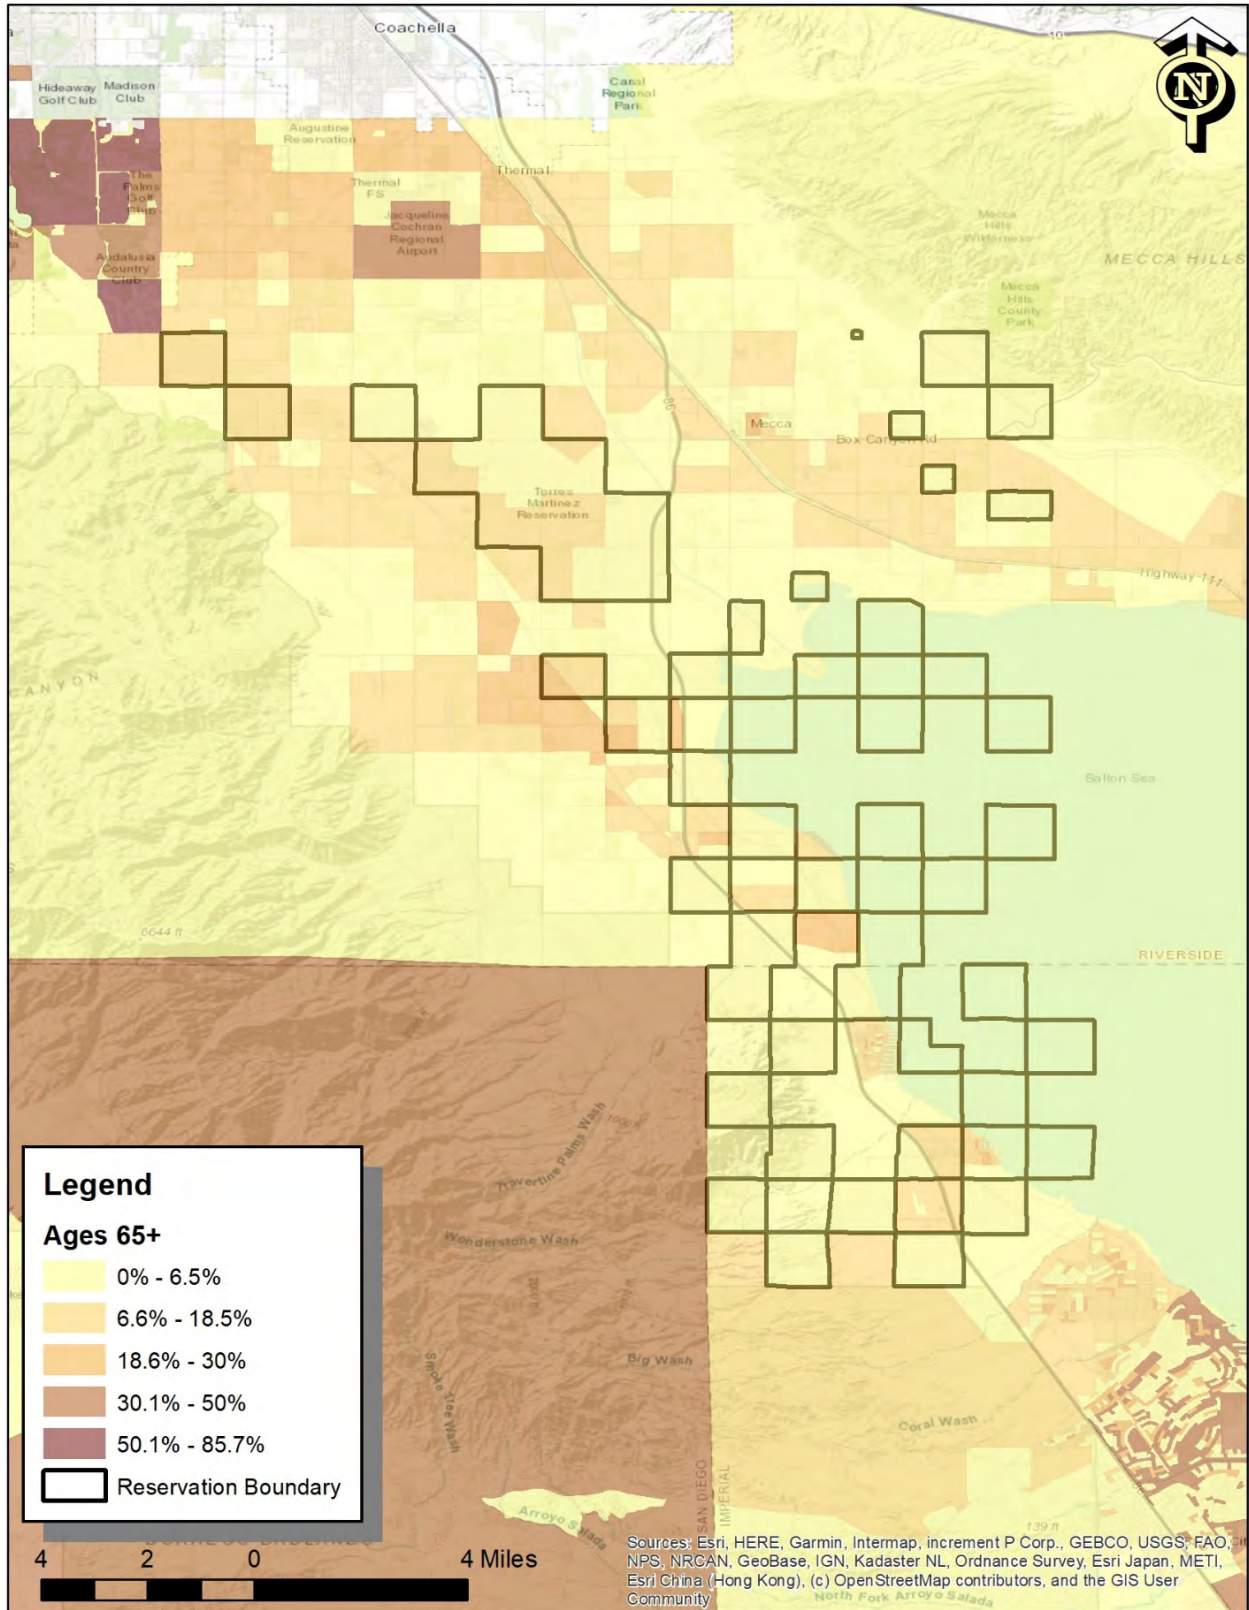 Coachella
10
Hideaway
Golf Club
Madison
Club
Canal
Regional
Park
Augustine
Reservation
Thermal
The
Palms
Golf
Club
Thermal
FS
Jacqueline
Cochran
Regional
Airport
Mecca
Hills
Wilderness
MECCA HILLS
Andalusia
Country
Club
Mecca
Hills
County
Park
86
Mecca
Box Canyon Rd
Torres
Martinez
Reservation
Highway 111
CANYON
Salton Sea
6644 ft
RIVERSIDE
Travertine Palms Wash
Wonderstone Wash
Big Wash
Smoke Tree Wash
Coral Wash
SAN DIEGO
IMPERIAL
Arroyo Salada
139 ft
North Fork Arroyo Salada
N
Legend
Ages 65+
0% - 6.5%
6.6% - 18.5%
18.6% - 30%
30.1% - 50%
50.1% - 85.7%
Reservation Boundary
4 2 0 4 Miles
Sources: Esri, HERE, Garmin, Intermap, increment P Corp., GEBCO, USGS, FAO,
NPS, NRCAN, GeoBase, IGN, Kadaster NL, Ordnance Survey, Esri Japan, METI,
Esri China (Hong Kong), (c) OpenStreetMap contributors, and the GIS User
Community